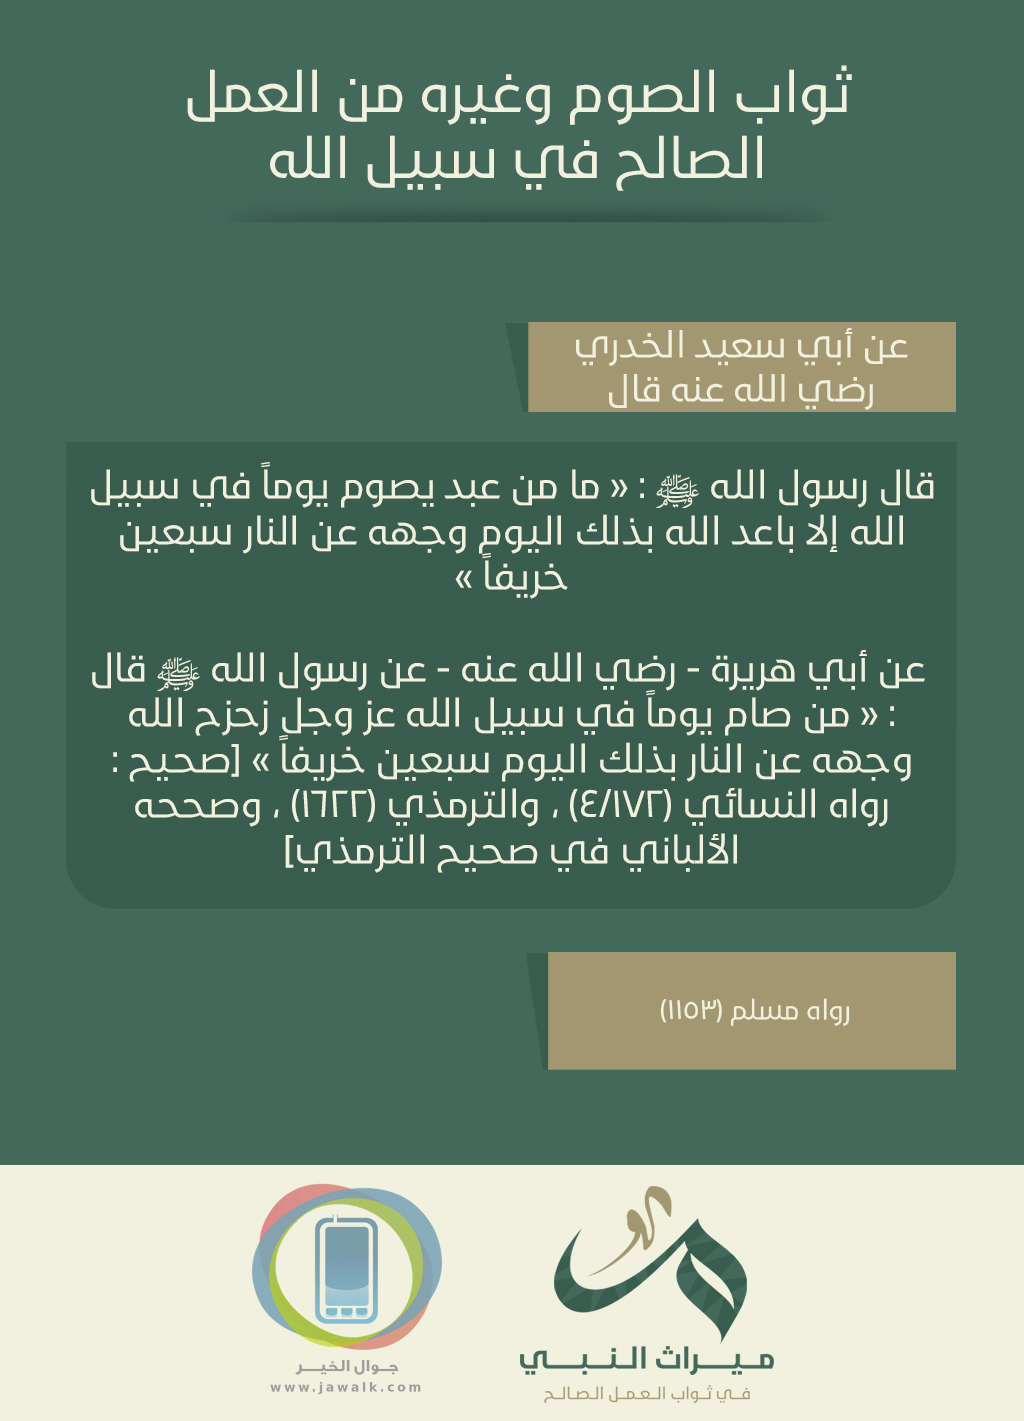 ثواب الصوم وغيره من العمل
الصالح في سبيل الله
عن أبي سعيد الخدري
رضي الله عنه قال
قال رسول الله ﷺ : « ما من عبد يصوم يوماً في سبيل
الله إلا باعد الله بذلك اليوم وجهه عن النار سبعين
خريفاً »
عن أبي هريرة - رضي الله عنه - عن رسول الله ﷺ قال
: « من صام يوماً في سبيل الله عز وجل زحزح الله
وجهه عن النار بذلك اليوم سبعين خريفاً » [صحيح :
رواه النسائي (٤/١٧٢) ، والترمذي (١٦٢٢) ، وصححه
الألباني في صحيح الترمذي]
رواه مسلم (١١٥٣)
ميراث النبي
في ثواب العمل الصالح
جوال الخير
www.jawalk.com